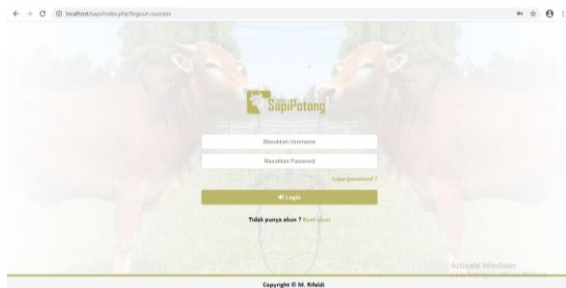 localhost/sapi/index.php?logout=success
SapiPotong
Masukkan Username
Masukkan Password
Lupa password ?
Login
Tidak punya akun ? Buat akun
Activate Windows
Copyright © M. Rifaldi